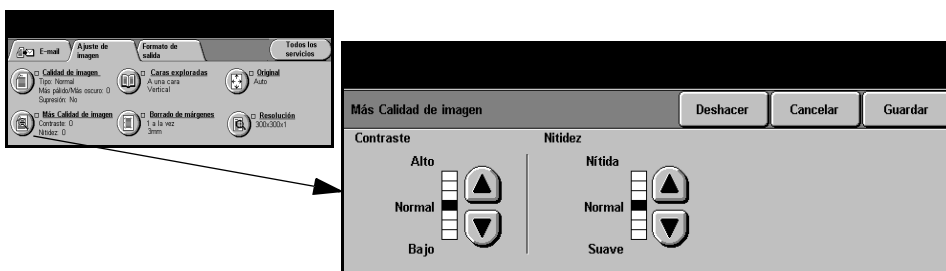 E-mail
Ajuste de imagen
Formato de salida
Todos los servicios
Calidad de imagen
Tipo: Normal
Más pálido/Más oscuro: 0
Supresión: No
Caras exploradas
A una cara
Vertical
Original
Auto
Más Calidad de imagen
Contraste: 0
Nitidez: 0
Borrado de márgenes
1 a la vez
3mm
Resolución
300x300x1
Más Calidad de imagen
Deshacer
Cancelar
Guardar
Contraste
Nitidez
Alto
Normal
Bajo
Nítida
Normal
Suave